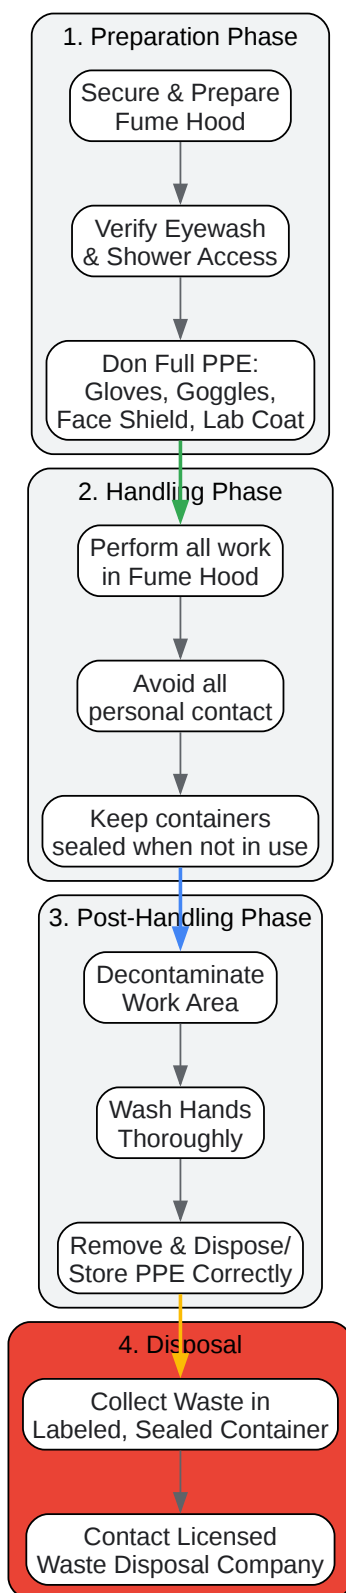 1. Preparation Phase
Secure & Prepare
Fume Hood
Verify Eyewash
& Shower Access
Don Full PPE:
Gloves, Goggles,
Face Shield, Lab Coat
2. Handling Phase
Perform all work
in Fume Hood
Avoid all
personal contact
Keep containers
sealed when not in use
3. Post-Handling Phase
Decontaminate
Work Area
Wash Hands
Thoroughly
Remove & Dispose/
Store PPE Correctly
4. Disposal
Collect Waste in
Labeled, Sealed Container
Contact Licensed
Waste Disposal Company